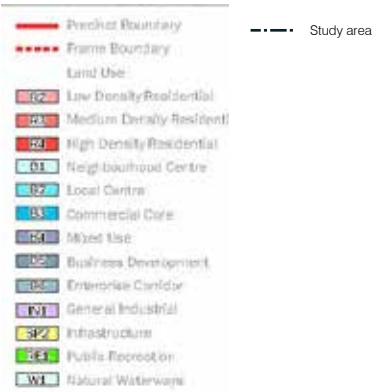 Precinct Boundary
Frame Boundary
Land Use
R2 Low Density Residential
R3 Medium Density Residenti
R4 High Density Residential
B1 Neighbourhood Centre
B2 Local Centre
B3 Commercial Core
B4 Mixed Use
B5 Business Development
B6 Enterprise Corridor
IN1 General Industrial
SP2 Infrastructure
RE1 Public Recreation
W1 Natural Waterways
Study area